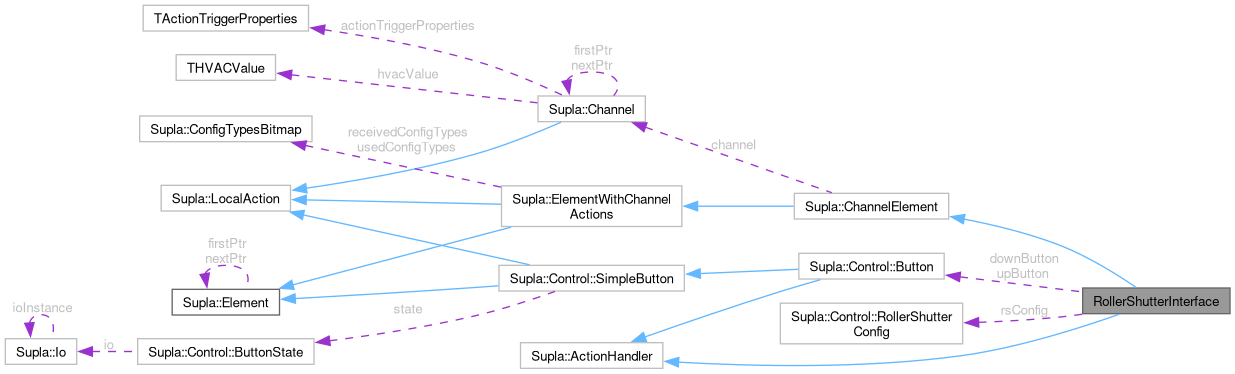 TActionTriggerProperties
actionTriggerProperties
THVACValue
hvacValue
firstPtr
nextPtr
Supla::Channel
Supla::ConfigTypesBitmap
receivedConfigTypes
usedConfigTypes
channel
Supla::LocalAction
Supla::ElementWithChannel
Actions
Supla::ChannelElement
firstPtr
nextPtr
Supla::Element
Supla::Control::SimpleButton
Supla::Control::Button
downButton
upButton
RollerShutterInterface
ioInstance
state
Supla::Control::RollerShutter
Config
rsConfig
Supla::Io
io
Supla::Control::ButtonState
Supla::ActionHandler